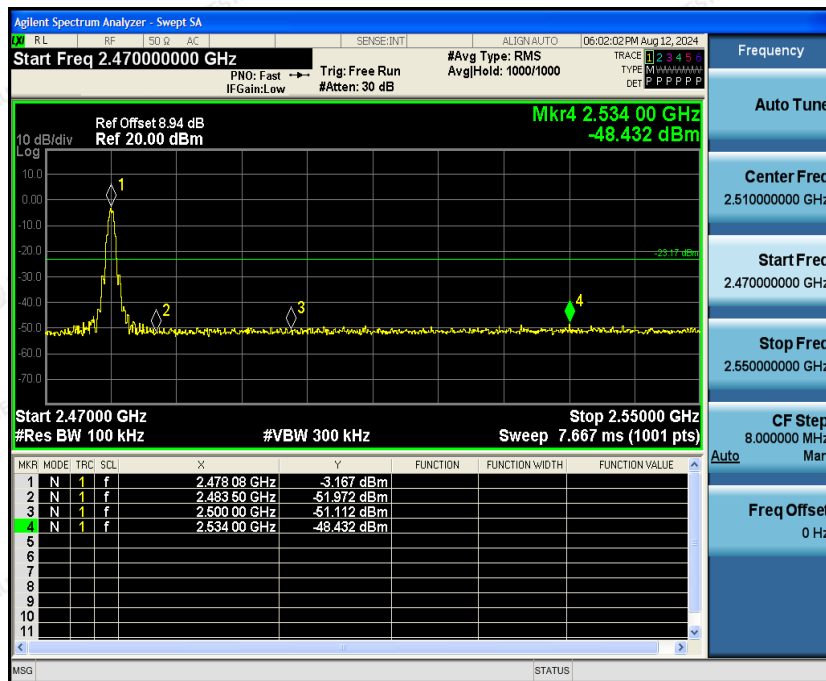 Agilent Spectrum Analyzer - Swept SA
LXI RL RF 50 Ω AC SENSE:INT ALIGN AUTO 06:02:02 PM Aug 12, 2024
Start Freq 2.470000000 GHz
PNO: Fast
IFGain:Low
Trig: Free Run
#Atten: 30 dB
#Avg Type: RMS
Avg|Hold: 1000/1000
TRACE 1 2 3 4 5 6
TYPE M W W W W W
DET P P P P P P
Mkr4 2.534 00 GHz
-48.432 dBm
Ref Offset 8.94 dB
10 dB/div Ref 20.00 dBm
Log
10.0
0.00
-10.0
-20.0
-30.0
-40.0
-50.0
-60.0
-70.0
1
2
3
4
-23.17 dBm
Start 2.47000 GHz Stop 2.55000 GHz
#Res BW 100 kHz #VBW 300 kHz Sweep 7.667 ms (1001 pts)
MKR MODE TRC SCL X Y FUNCTION FUNCTION WIDTH FUNCTION VALUE
1 N 1 f 2.478 08 GHz -3.167 dBm
2 N 1 f 2.483 50 GHz -51.972 dBm
3 N 1 f 2.500 00 GHz -51.112 dBm
4 N 1 f 2.534 00 GHz -48.432 dBm
5
6
7
8
9
10
11
MSG STATUS
Frequency
Auto Tune
Center Freq
2.510000000 GHz
Start Freq
2.470000000 GHz
Stop Freq
2.550000000 GHz
CF Step
8.000000 MHz
Auto Man
Freq Offset
0 Hz